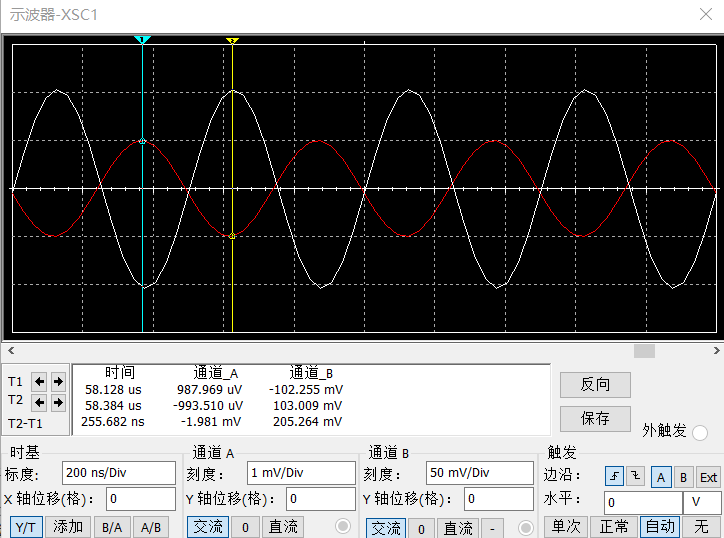 示波器-XSC1
1 2
时间 通道_A 通道_B
T1 58.128 us 987.969 uV -102.255 mV
T2 58.384 us -993.510 uV 103.009 mV
T2-T1 255.682 ns -1.981 mV 205.264 mV
反向
保存
外触发
时基 通道 A 通道 B 触发
标度: 200 ns/Div 刻度: 1 mV/Div 刻度: 50 mV/Div 边沿: A B Ext
X 轴位移(格): 0 Y 轴位移(格): 0 Y 轴位移(格): 0 水平: 0 V
Y/T 添加 B/A A/B 交流 0 直流 交流 0 直流 - 单次 正常 自动 无